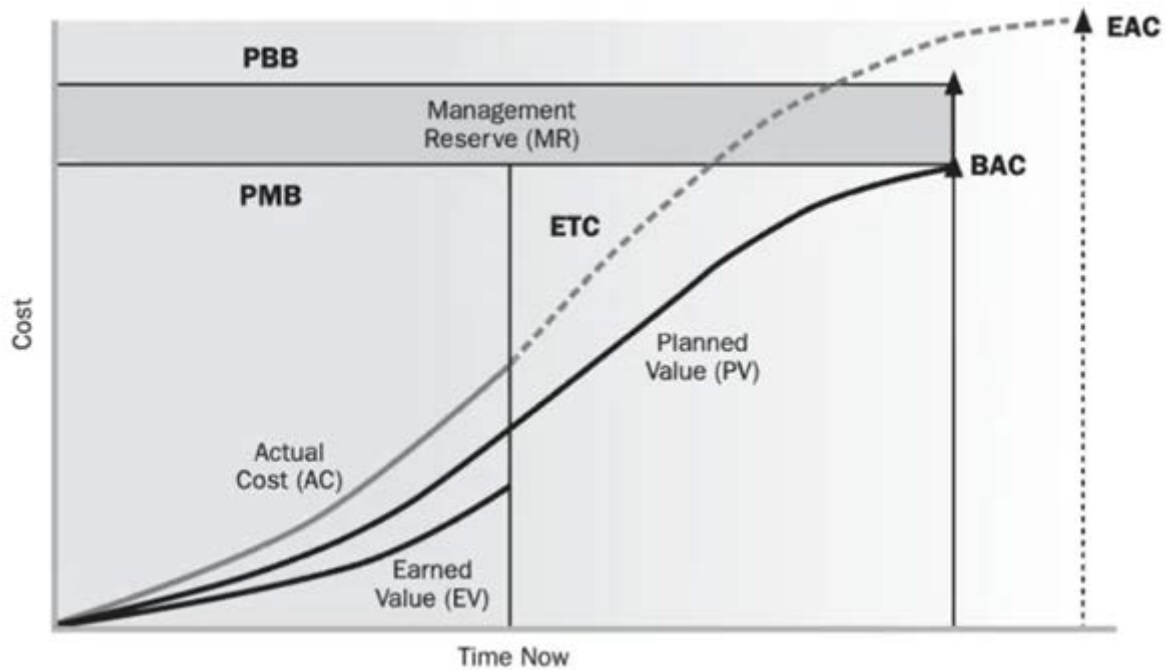 EAC
PBB
Management
Reserve (MR)
BAC
PMB
ETC
Cost
Planned
Value (PV)
Actual
Cost (AC)
Earned
Value (EV)
Time Now